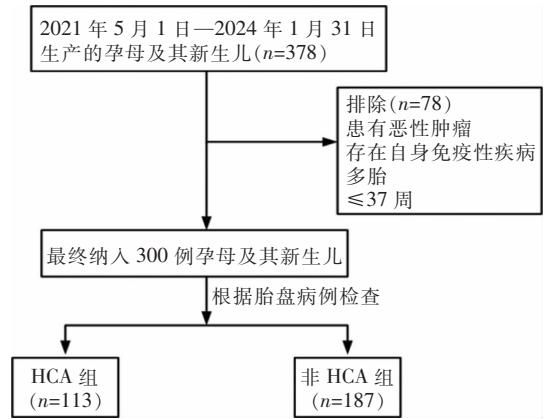 2021 年 5 月 1 日—2024 年 1 月 31 日
生产的孕母及其新生儿(n=378)
排除(n=78)
患有恶性肿瘤
存在自身免疫性疾病
多胎
≤37 周
最终纳入 300 例孕母及其新生儿
根据胎盘病例检查
HCA 组
(n=113)
非 HCA 组
(n=187)